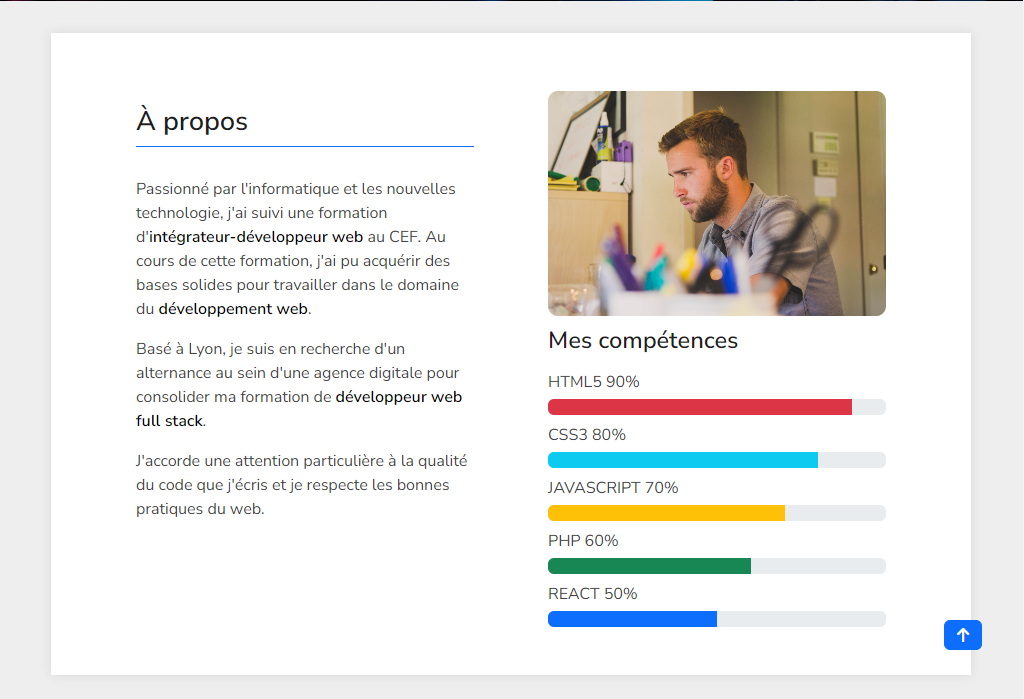 À propos
Passionné par l'informatique et les nouvelles
technologie, j'ai suivi une formation
d'intégrateur-développeur web au CEF. Au
cours de cette formation, j'ai pu acquérir des
bases solides pour travailler dans le domaine
du développement web.
Basé à Lyon, je suis en recherche d'un
alternance au sein d'une agence digitale pour
consolider ma formation de développeur web
full stack.
J'accorde une attention particulière à la qualité
du code que j'écris et je respecte les bonnes
pratiques du web.
Mes compétences
HTML5 90%
CSS3 80%
JAVASCRIPT 70%
PHP 60%
REACT 50%